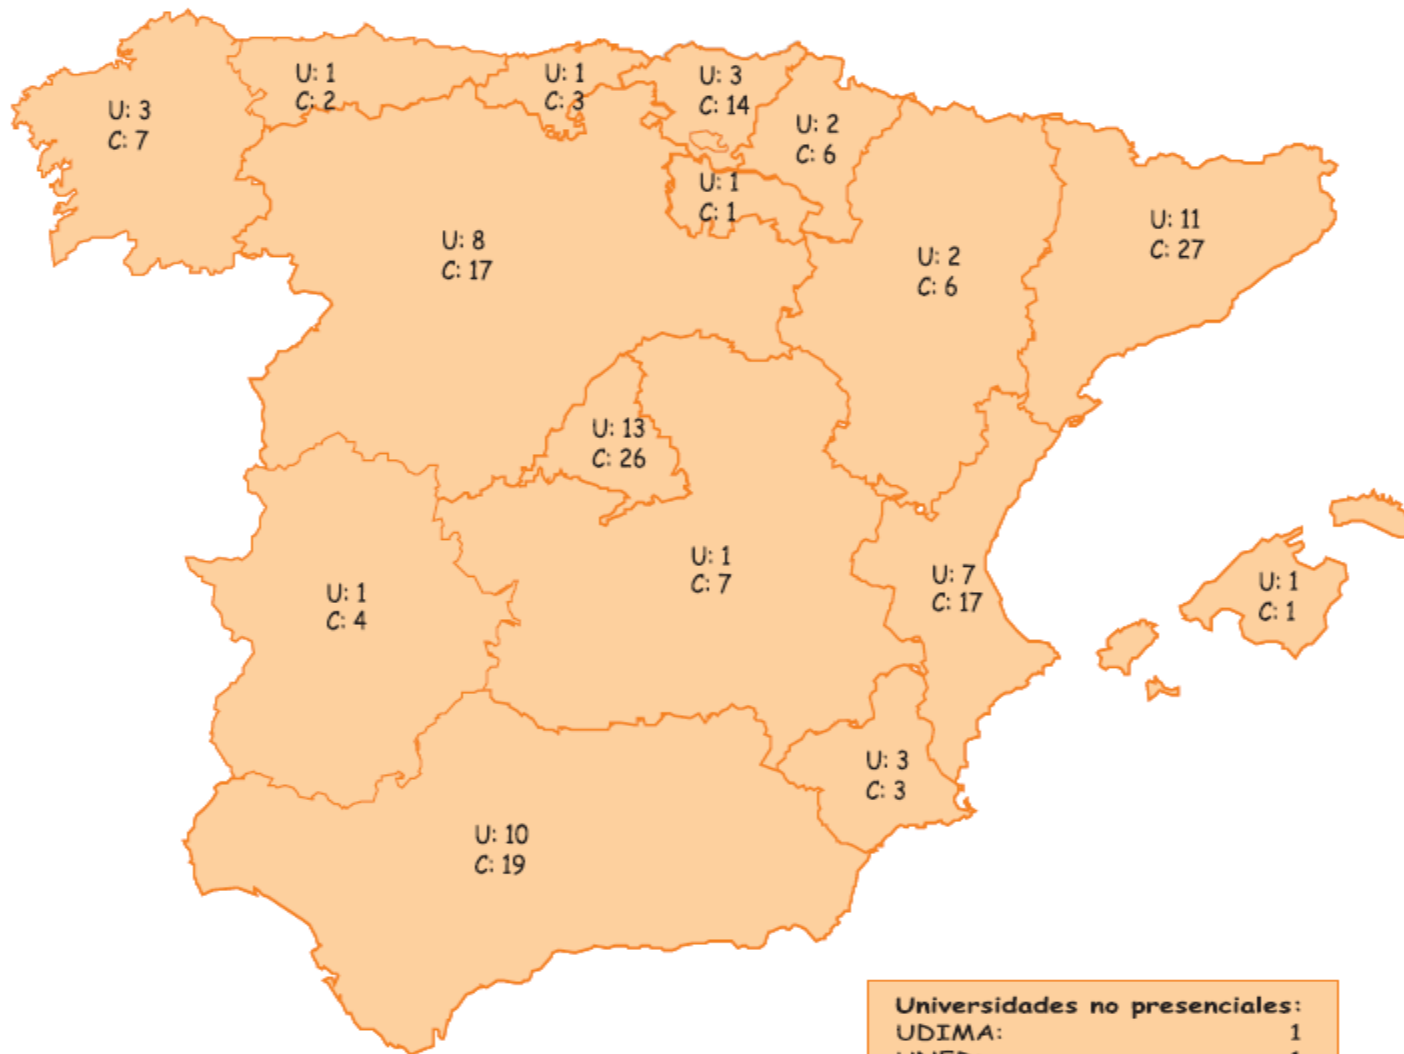 U: 3
C: 7
U: 1
C: 2
U: 1
C: 3
U: 3
C: 14
U: 2
C: 6
U: 1
C: 1
U: 8
C: 17
U: 2
C: 6
U: 11
C: 27
U: 13
C: 26
U: 1
C: 7
U: 1
C: 4
U: 7
C: 17
U: 1
C: 1
U: 3
C: 3
U: 10
C: 19
Universidades no presenciales:
UDIMA: 1